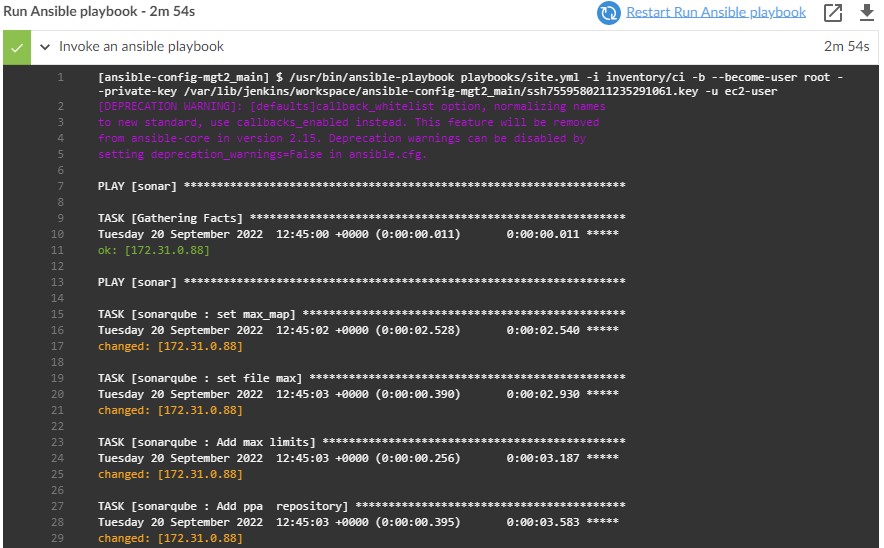 Run Ansible playbook - 2m 54s
Restart Run Ansible playbook
Invoke an ansible playbook
2m 54s
1 [ansible-config-mgt2_main] $ /usr/bin/ansible-playbook playbooks/site.yml -i inventory/ci -b --become-user root -
-private-key /var/lib/jenkins/workspace/ansible-config-mgt2_main/ssh7559580211235291061.key -u ec2-user
2 [DEPRECATION WARNING]: [defaults]callback_whitelist option, normalizing names
3 to new standard, use callbacks_enabled instead. This feature will be removed
4 from ansible-core in version 2.15. Deprecation warnings can be disabled by
5 setting deprecation_warnings=False in ansible.cfg.
6
7 PLAY [sonar] *******************************************************************
8
9 TASK [Gathering Facts] *********************************************************
10 Tuesday 20 September 2022  12:45:00 +0000 (0:00:00.011)       0:00:00.011 *****
11 ok: [172.31.0.88]
12
13 PLAY [sonar] *******************************************************************
14
15 TASK [sonarqube : set max_map] *************************************************
16 Tuesday 20 September 2022  12:45:02 +0000 (0:00:02.528)       0:00:02.540 *****
17 changed: [172.31.0.88]
18
19 TASK [sonarqube : set file max] ************************************************
20 Tuesday 20 September 2022  12:45:03 +0000 (0:00:00.390)       0:00:02.930 *****
21 changed: [172.31.0.88]
22
23 TASK [sonarqube : Add max limits] **********************************************
24 Tuesday 20 September 2022  12:45:03 +0000 (0:00:00.256)       0:00:03.187 *****
25 changed: [172.31.0.88]
26
27 TASK [sonarqube : Add ppa  repository] *****************************************
28 Tuesday 20 September 2022  12:45:03 +0000 (0:00:00.395)       0:00:03.583 *****
29 changed: [172.31.0.88]